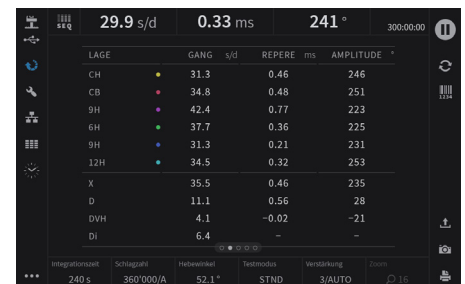 SEQ 29.9 s/d 0.33 ms 241 ° 300:00:00
LAGE GANG s/d REPERE ms AMPLITUDE °
CH 31.3 0.46 246
CB 34.8 0.48 251
9H 42.4 0.77 223
6H 37.7 0.36 225
9H 31.3 0.21 231
12H 34.5 0.32 253
X 35.5 0.46 235
D 11.1 0.56 28
DVH 4.1 −0.02 −21
Di 6.4 – –
Integrationszeit Schlagzahl Hebewinkel Testmodus Verstärkung Zoom
240 s 360'000/A 52.1° STND 3/AUTO 16
1134